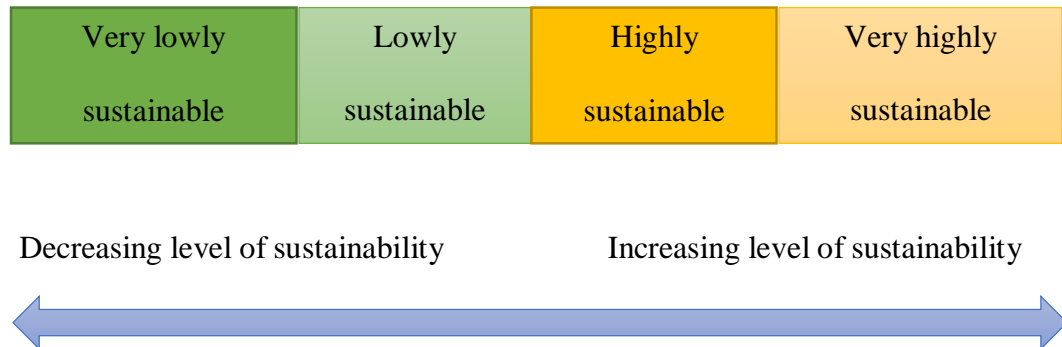 Very lowly
sustainable
Lowly
sustainable
Highly
sustainable
Very highly
sustainable
Decreasing level of sustainability
Increasing level of sustainability